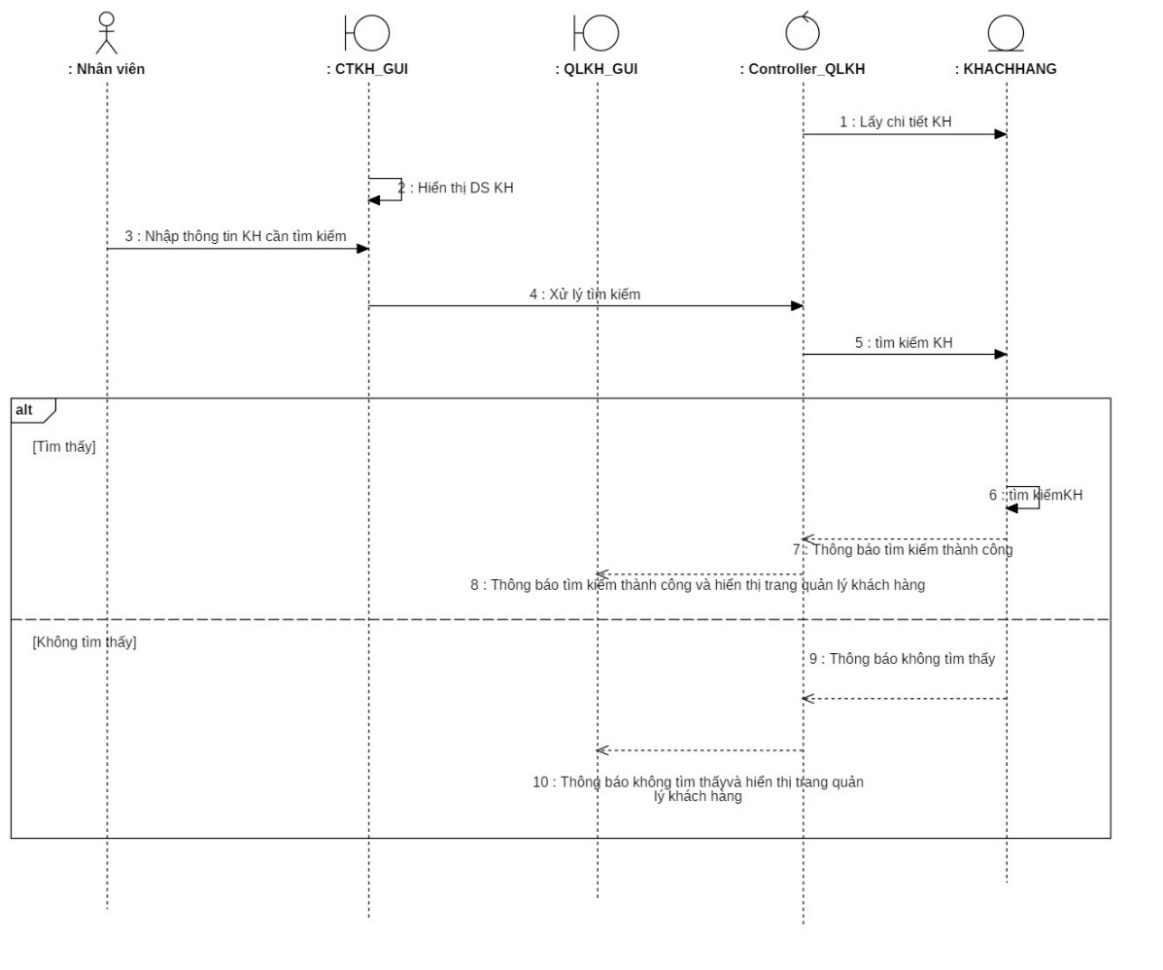 : Nhân viên
: CTKH_GUI
: QLKH_GUI
: Controller_QLKH
: KHACHHANG
1 : Lấy chi tiết KH
2 : Hiển thị DS KH
3 : Nhập thông tin KH cần tìm kiếm
4 : Xử lý tìm kiếm
5 : tìm kiếm KH
alt
[Tìm thấy]
6 : tìm kiếmKH
7 : Thông báo tìm kiếm thành công
8 : Thông báo tìm kiếm thành công và hiển thị trang quản lý khách hàng
[Không tìm thấy]
9 : Thông báo không tìm thấy
10 : Thông báo không tìm thấyvà hiển thị trang quản
lý khách hàng